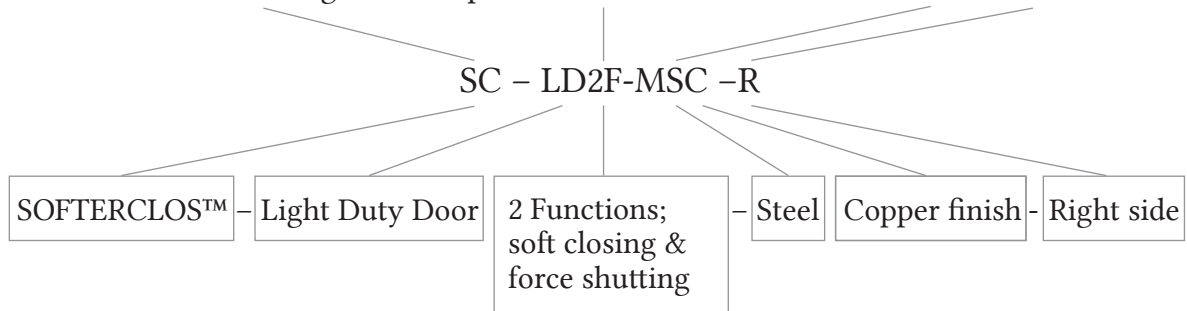 SC – LD2F-MSC –R
SOFTERCLOS™ – Light Duty Door 2 Functions; – Steel Copper finish - Right side
soft closing &
force shutting